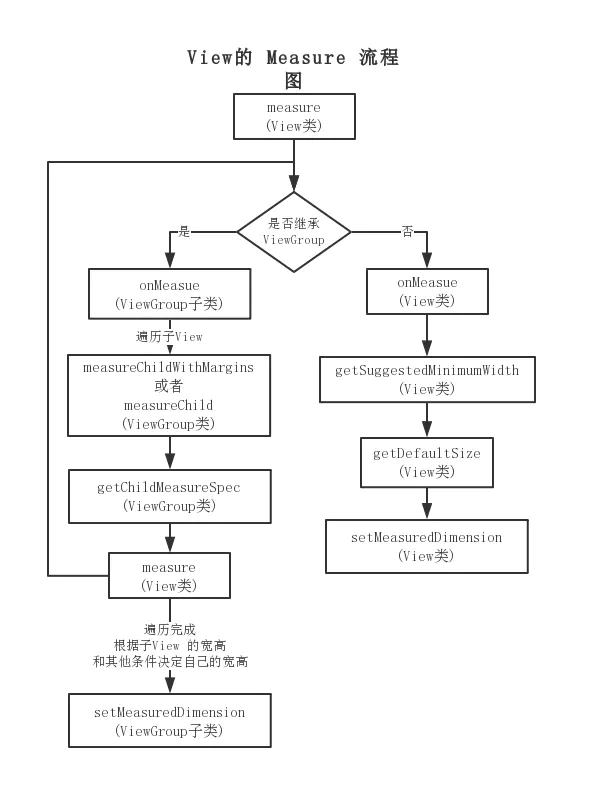 View的 Measure 流程
图
measure
(View类)
是否继承
ViewGroup
是
否
onMeasue
(ViewGroup子类)
onMeasue
(View类)
遍历子View
measureChildWithMargins
或者
measureChild
(ViewGroup类)
getSuggestedMinimumWidth
(View类)
getDefaultSize
(View类)
getChildMeasureSpec
(ViewGroup类)
setMeasuredDimension
(View类)
measure
(View类)
遍历完成
根据子View 的宽高
和其他条件决定自己的宽高
setMeasuredDimension
(ViewGroup子类)